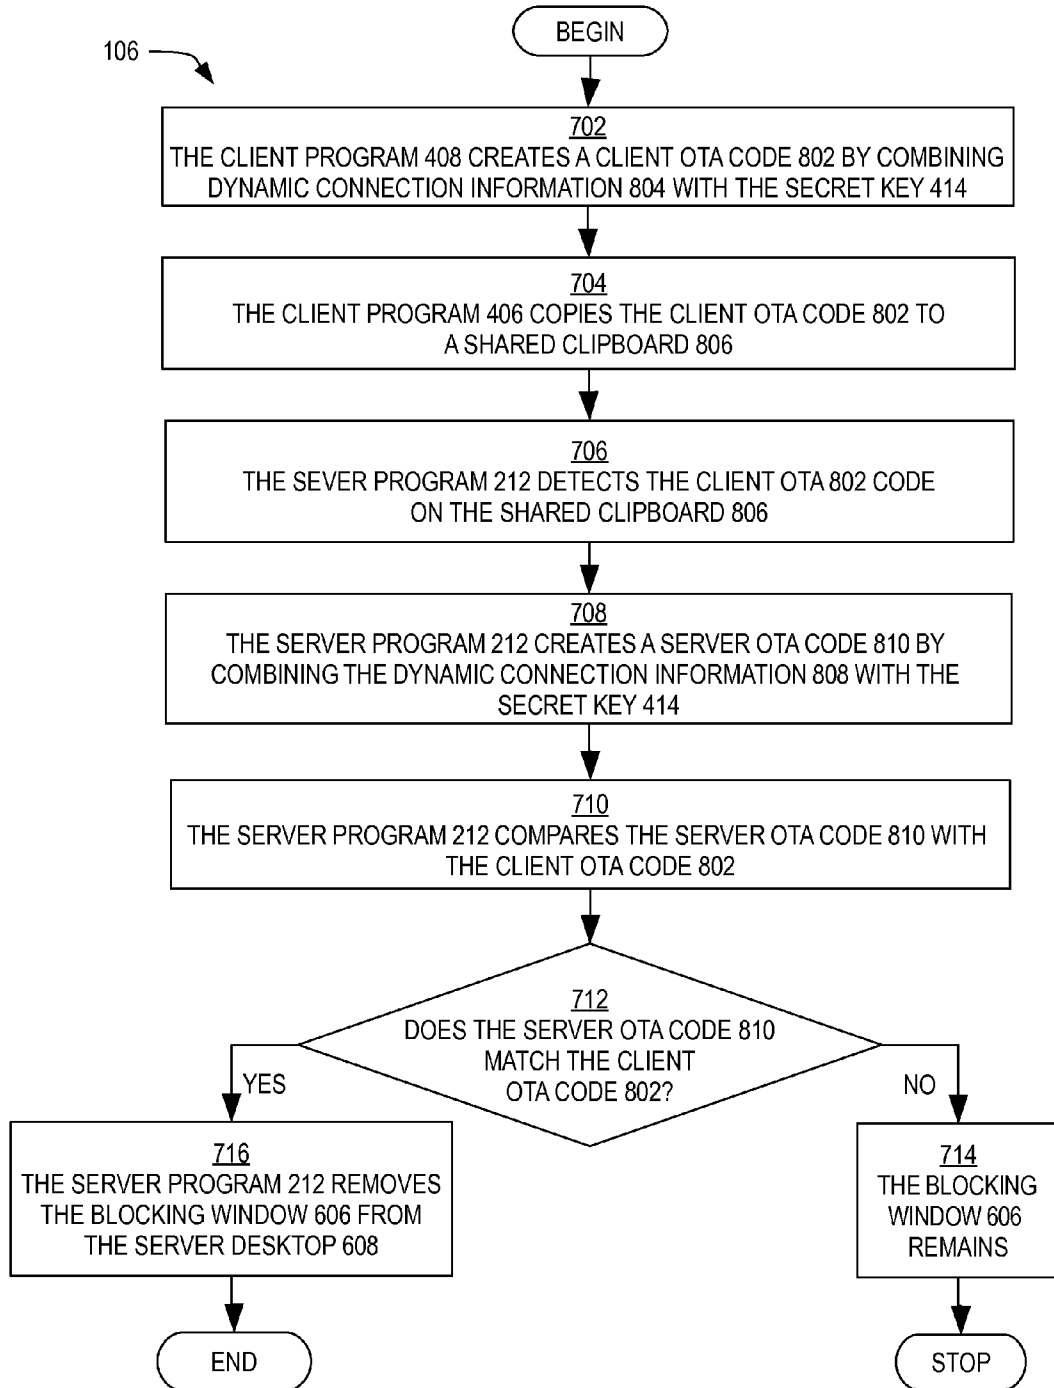 BEGIN
106
702
THE CLIENT PROGRAM 408 CREATES A CLIENT OTA CODE 802 BY COMBINING
DYNAMIC CONNECTION INFORMATION 804 WITH THE SECRET KEY 414
704
THE CLIENT PROGRAM 406 COPIES THE CLIENT OTA CODE 802 TO
A SHARED CLIPBOARD 806
706
THE SEVER PROGRAM 212 DETECTS THE CLIENT OTA 802 CODE
ON THE SHARED CLIPBOARD 806
708
THE SERVER PROGRAM 212 CREATES A SERVER OTA CODE 810 BY
COMBINING THE DYNAMIC CONNECTION INFORMATION 808 WITH THE
SECRET KEY 414
710
THE SERVER PROGRAM 212 COMPARES THE SERVER OTA CODE 810 WITH
THE CLIENT OTA CODE 802
712
DOES THE SERVER OTA CODE 810
MATCH THE CLIENT
OTA CODE 802?
YES
NO
716
THE SERVER PROGRAM 212 REMOVES
THE BLOCKING WINDOW 606 FROM
THE SERVER DESKTOP 608
714
THE BLOCKING
WINDOW 606
REMAINS
END
STOP